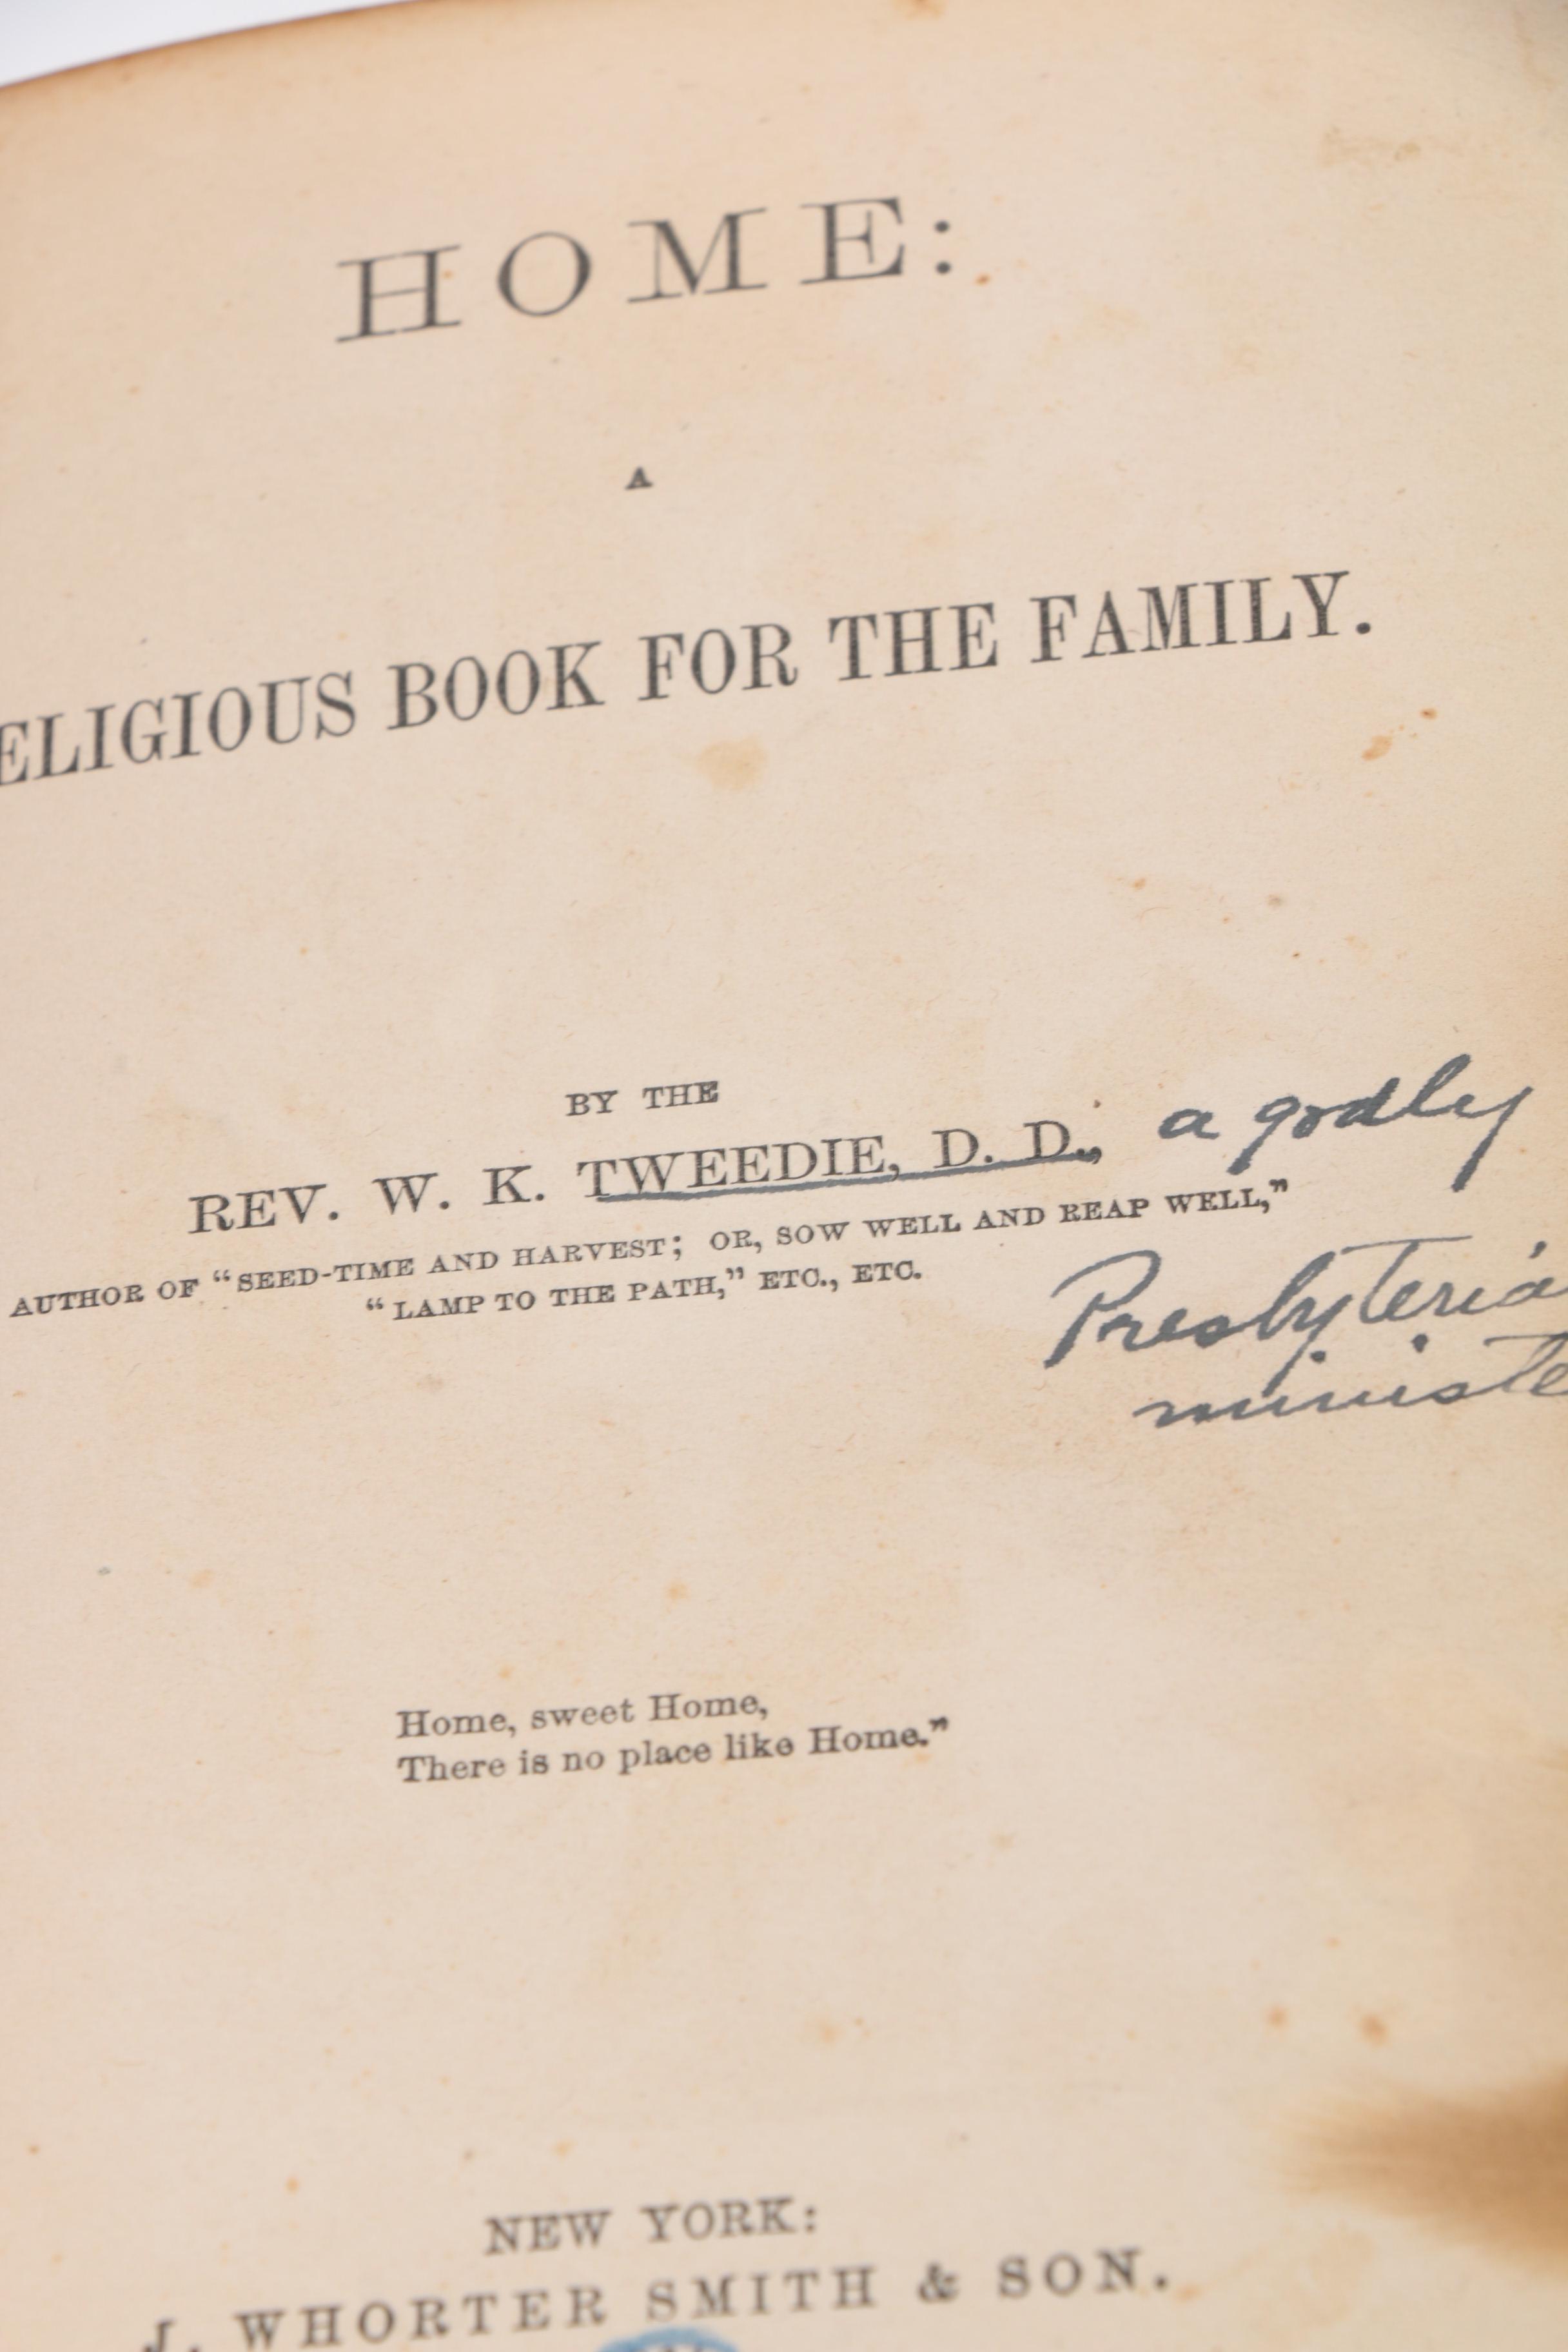 HOME:
A
ELIGIOUS BOOK FOR THE FAMILY.
BY THE
REV. W. K. TWEEDIE, D. D., a godly
AUTHOR OF “SEED-TIME AND HARVEST; OR, SOW WELL AND REAP WELL,”
“LAMP TO THE PATH,” ETC., ETC.
Presbyteria
ministe
Home, sweet Home,
There is no place like Home.”
NEW YORK:
J. WHORTER SMITH & SON.